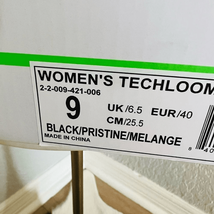 WOMEN'S TECHLOOM
2-2-009-421-006
9 UK/6.5 EUR/40
CM/25.5
BLACK/PRISTINE/MELANGE
MADE IN CHINA